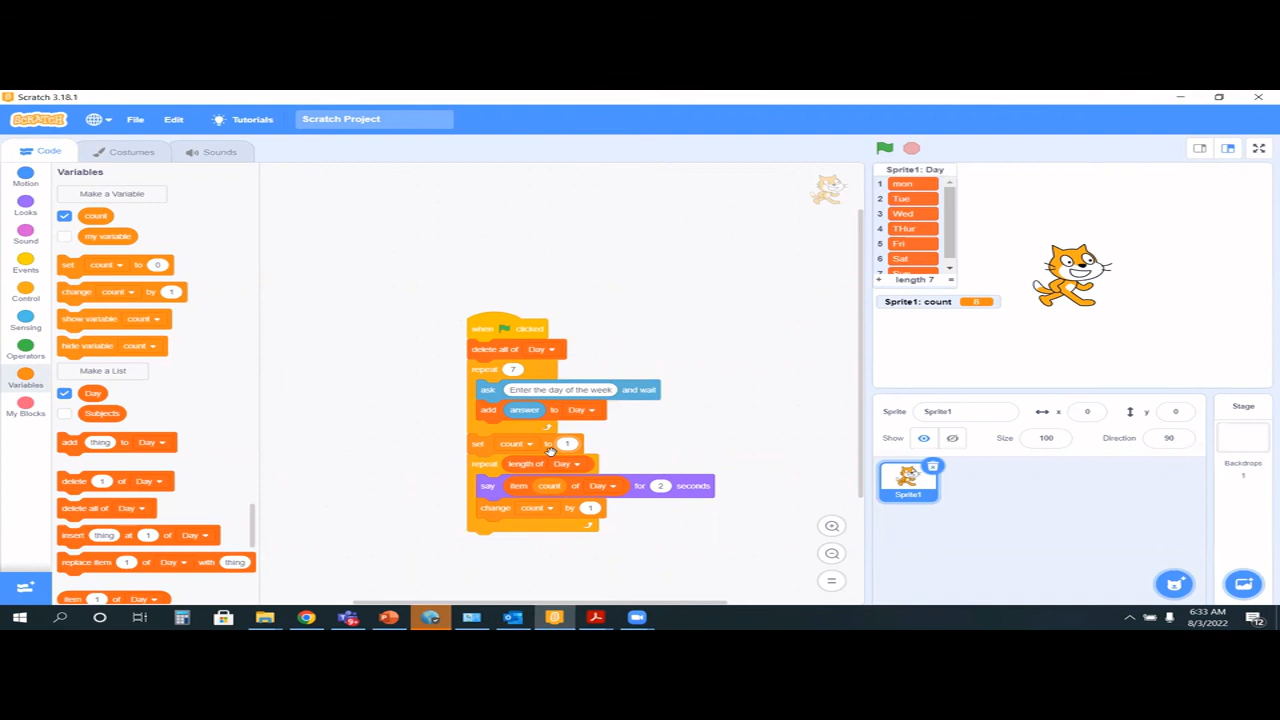 Scratch 3.18.1
SCRATCH
File
Edit
Tutorials
Scratch Project
Code
Costumes
Sounds
Motion
Looks
Sound
Events
Control
Sensing
Operators
Variables
My Blocks
Variables
Make a Variable
count
my variable
set count to 0
change count by 1
show variable count
hide variable count
Make a List
Day
Subjects
add thing to Day
delete 1 of Day
delete all of Day
insert thing at 1 of Day
replace item 1 of Day with thing
item 1 of Day
when clicked
delete all of Day
repeat 7
ask Enter the day of the week and wait
add answer to Day
set count to 1
repeat length of Day
say item count of Day for 2 seconds
change count by 1
Sprite1: Day
1 mon
2 Tue
3 Wed
4 THur
5 Fri
6 Sat
+ length 7 =
Sprite1: count 8
Sprite Sprite1 x 0 y 0
Show Size 100 Direction 90
Sprite1
Stage
Backdrops
1
6:33 AM
8/3/2022
12